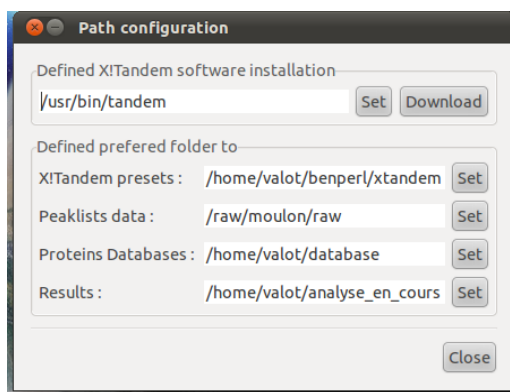 Path configuration
Defined X!Tandem software installation
/usr/bin/tandem Set Download
Defined prefered folder to
X!Tandem presets : /home/valot/benperl/xtandem Set
Peaklists data : /raw/moulon/raw Set
Proteins Databases : /home/valot/database Set
Results : /home/valot/analyse_en_cours Set
Close